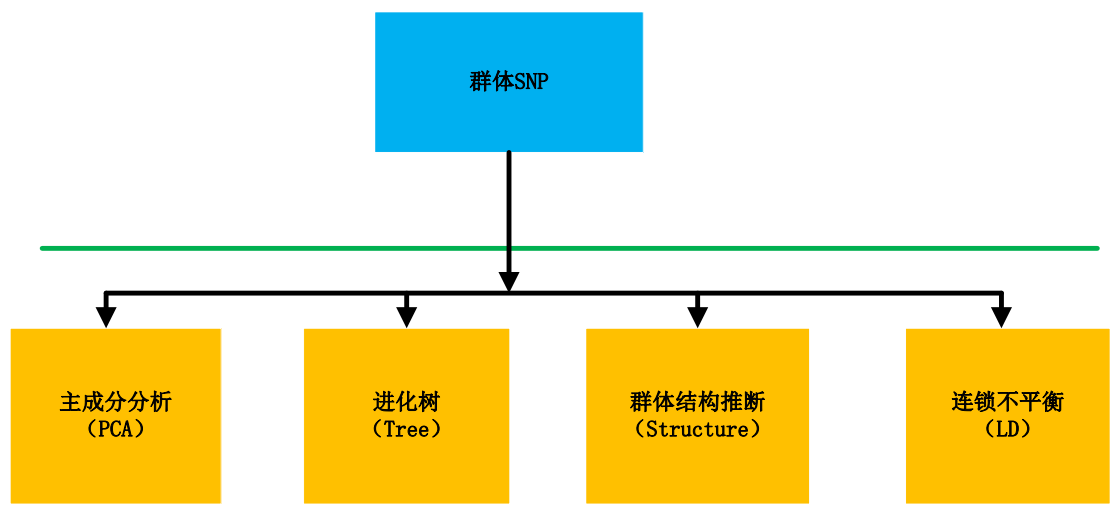 群体SNP
主成分分析
（PCA）
进化树
（Tree）
群体结构推断
（Structure）
连锁不平衡
（LD）